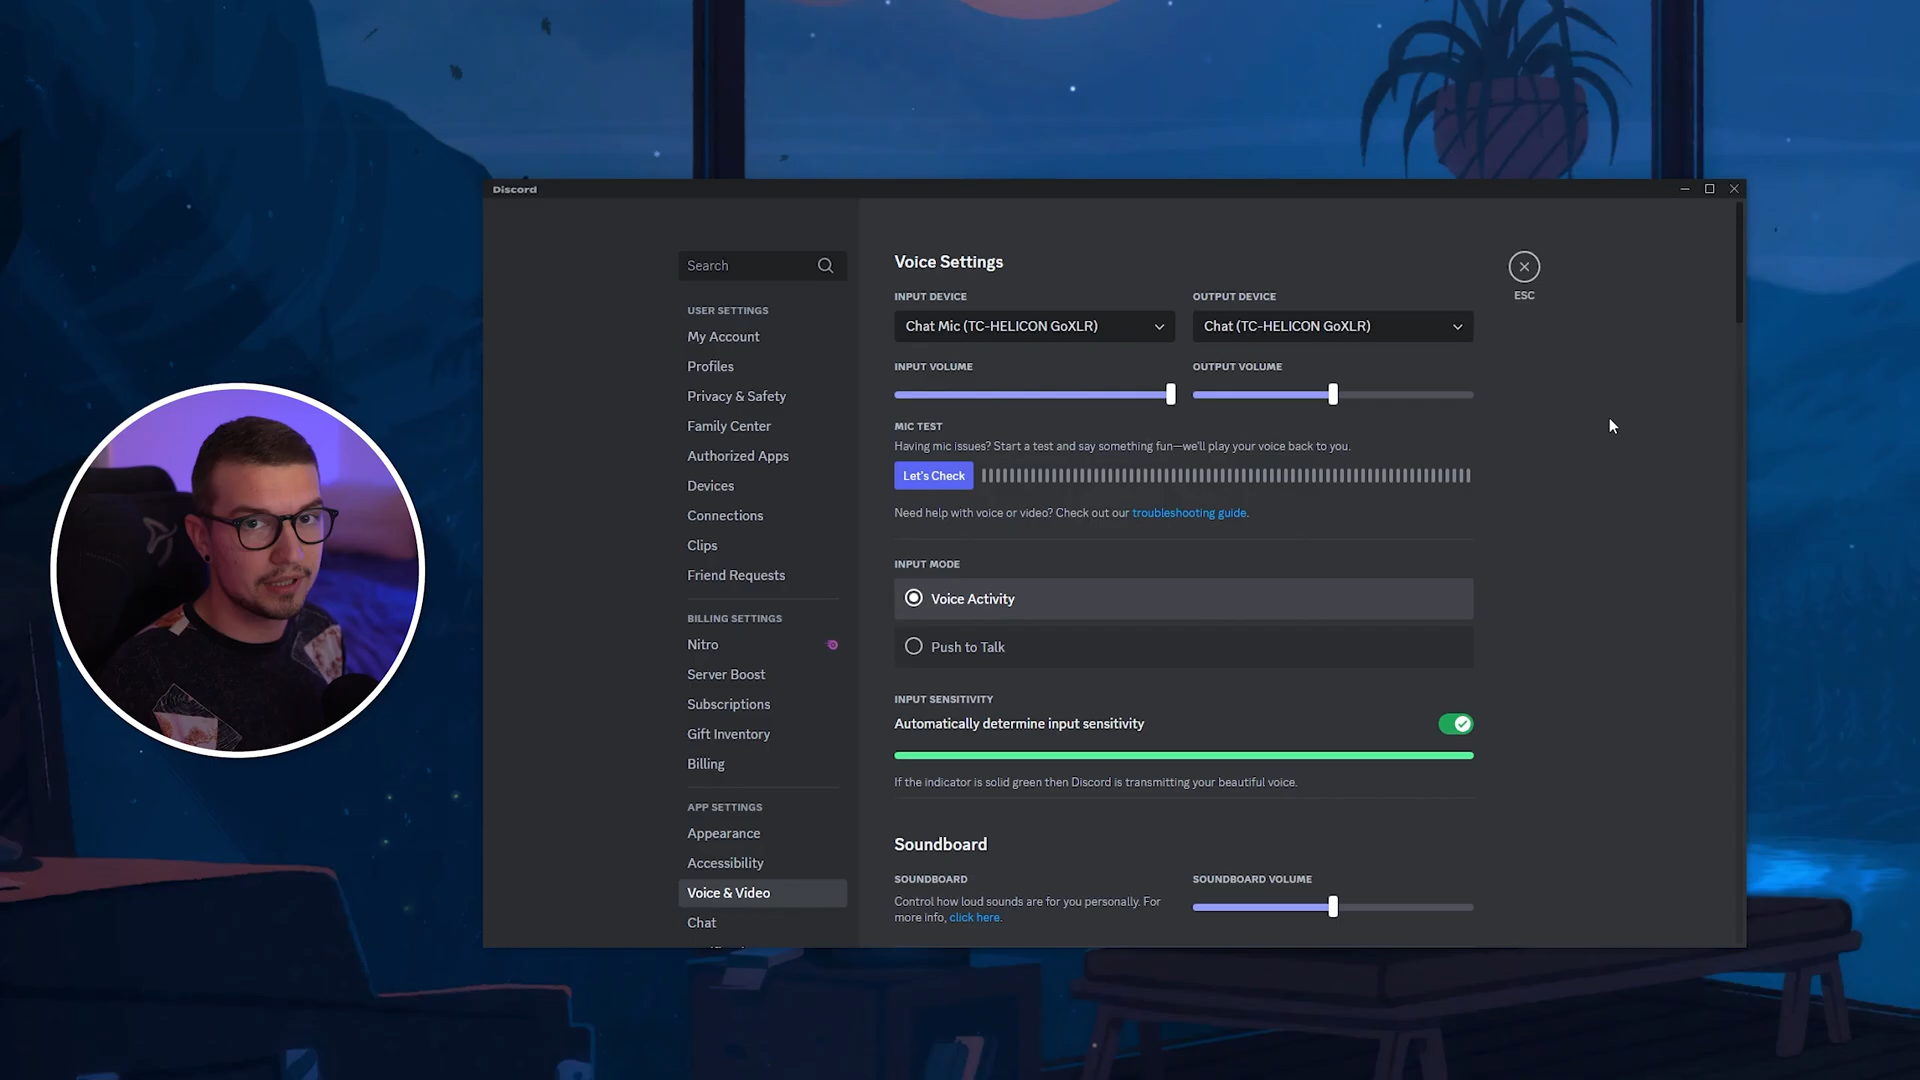 Discord
Search
USER SETTINGS
My Account
Profiles
Privacy & Safety
Family Center
Authorized Apps
Devices
Connections
Clips
Friend Requests
BILLING SETTINGS
Nitro
Server Boost
Subscriptions
Gift Inventory
Billing
APP SETTINGS
Appearance
Accessibility
Voice & Video
Chat
Voice Settings
INPUT DEVICE
Chat Mic (TC-HELICON GoXLR)
OUTPUT DEVICE
Chat (TC-HELICON GoXLR)
INPUT VOLUME
OUTPUT VOLUME
MIC TEST
Having mic issues? Start a test and say something fun—we'll play your voice back to you.
Let's Check
Need help with voice or video? Check out our troubleshooting guide.
INPUT MODE
Voice Activity
Push to Talk
INPUT SENSITIVITY
Automatically determine input sensitivity
If the indicator is solid green then Discord is transmitting your beautiful voice.
Soundboard
SOUNDBOARD
Control how loud sounds are for you personally. For
more info, click here.
SOUNDBOARD VOLUME
ESC